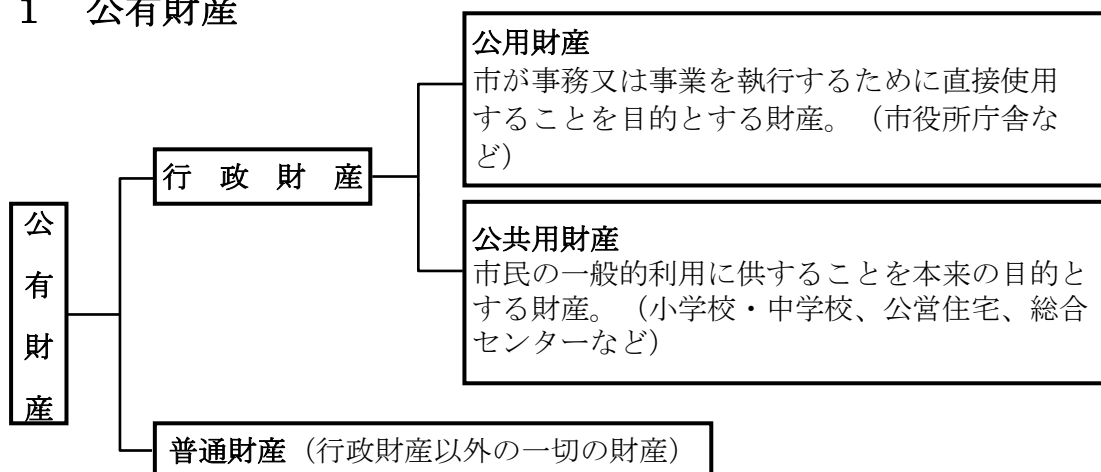 1　公有財産
公用財産
市が事務又は事業を執行するために直接使用
することを目的とする財産。（市役所庁舎な
ど）
行　政　財　産
公有財産
公共用財産
市民の一般的利用に供することを本来の目的と
する財産。（小学校・中学校、公営住宅、総合
センターなど）
普通財産（行政財産以外の一切の財産）